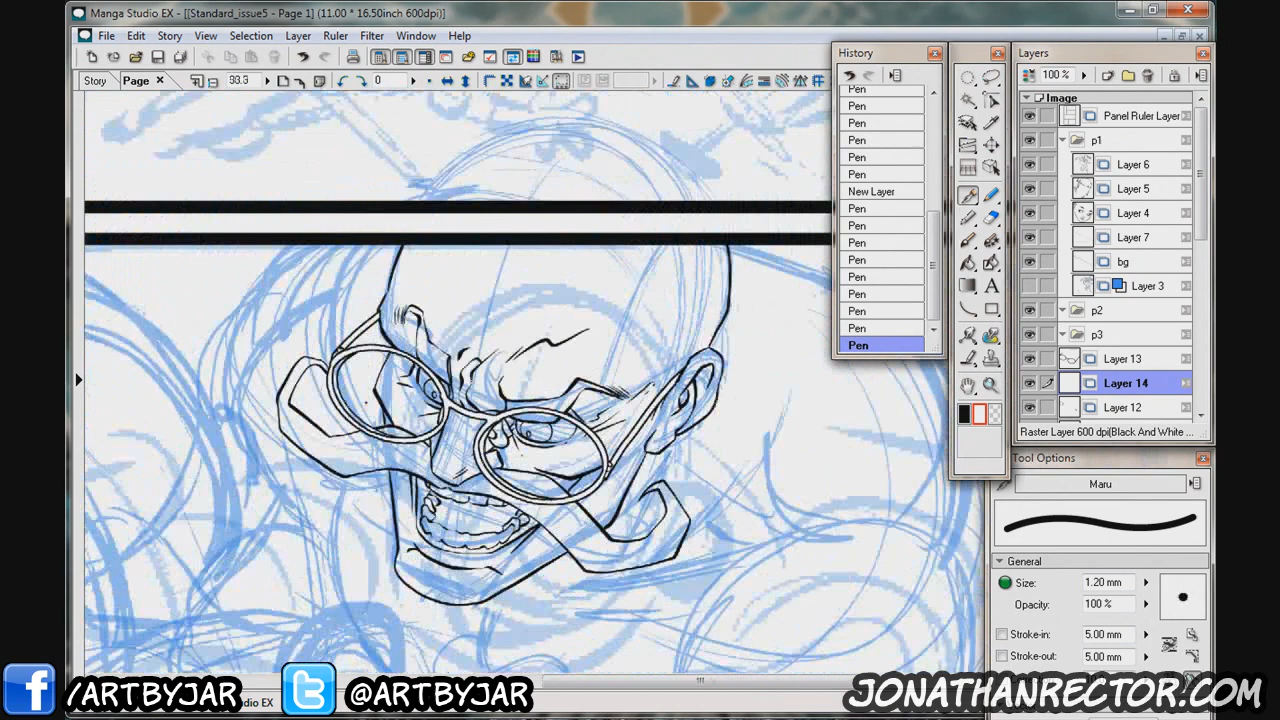 Manga Studio EX - [[Standard_issue5 - Page 1] (11.00 * 16.50inch 600dpi)]
File Edit Story View Selection Layer Ruler Filter Window Help
Story Page 0
History
Pen
Pen
Pen
Pen
Pen
Pen
New Layer
Pen
Pen
Pen
Pen
Pen
Pen
Pen
Pen
Pen
Layers
100 %
Image
Panel Ruler Layer
p1
Layer 6
Layer 5
Layer 4
Layer 7
bg
Layer 3
p2
p3
Layer 13
Layer 14
Layer 12
Raster Layer 600 dpi(Black And White ...
Tool Options
Maru
General
Size: 1.20 mm
Opacity: 100 %
Stroke-in: 5.00 mm
Stroke-out: 5.00 mm
EX
/ARTBYJAR
@ARTBYJAR
JONATHANRECTOR.COM